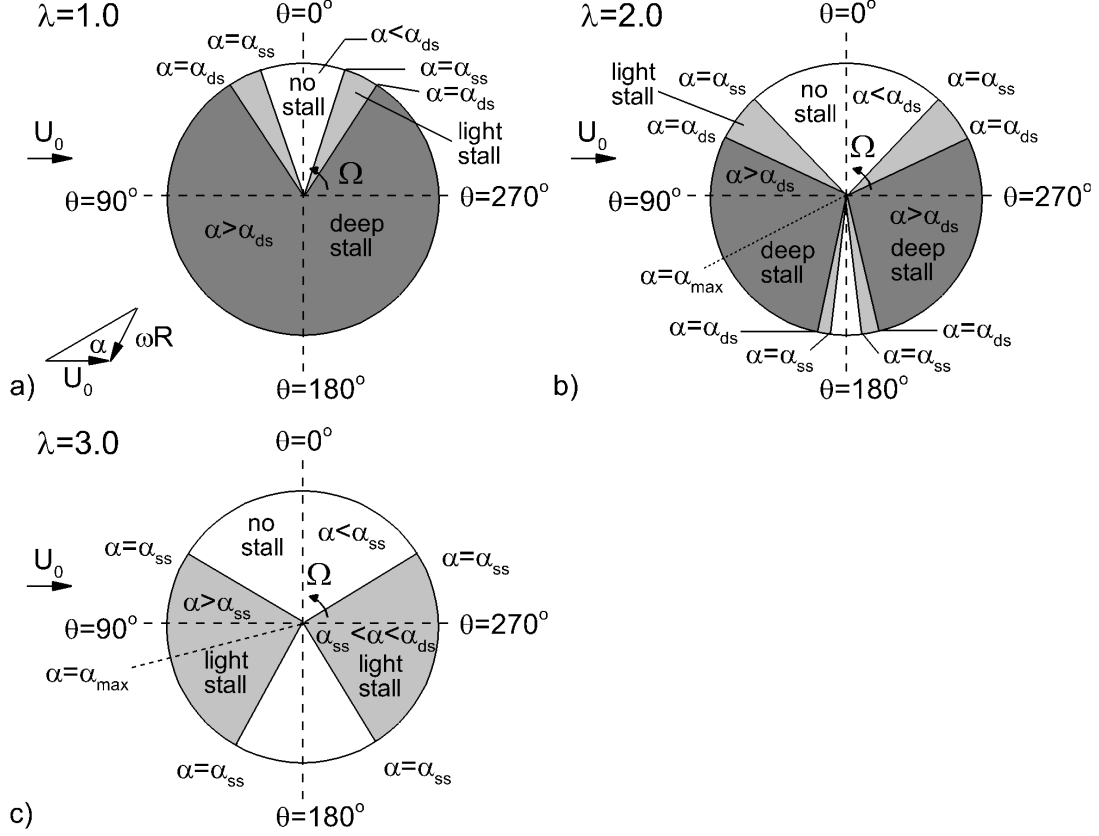 λ=1.0
θ=0°
α=α_ss
α<α_ds
α=α_ds
no
stall
α=α_ss
α=α_ds
light
stall
U_0
Ω
θ=90°
θ=270°
α>α_ds
deep
stall
α
ωR
U_0
θ=180°
a)
λ=2.0
θ=0°
light
stall
α=α_ss
no
stall
α<α_ds
α=α_ss
α=α_ds
α=α_ds
U_0
Ω
α>α_ds
θ=90°
θ=270°
α>α_ds
deep
stall
deep
stall
α=α_max
α=α_ds
α=α_ds
α=α_ss
α=α_ss
θ=180°
b)
λ=3.0
θ=0°
no
stall
α<α_ss
α=α_ss
α=α_ss
U_0
Ω
α>α_ss
θ=90°
θ=270°
α_ss<α<α_ds
light
stall
light
stall
α=α_max
α=α_ss
α=α_ss
θ=180°
c)